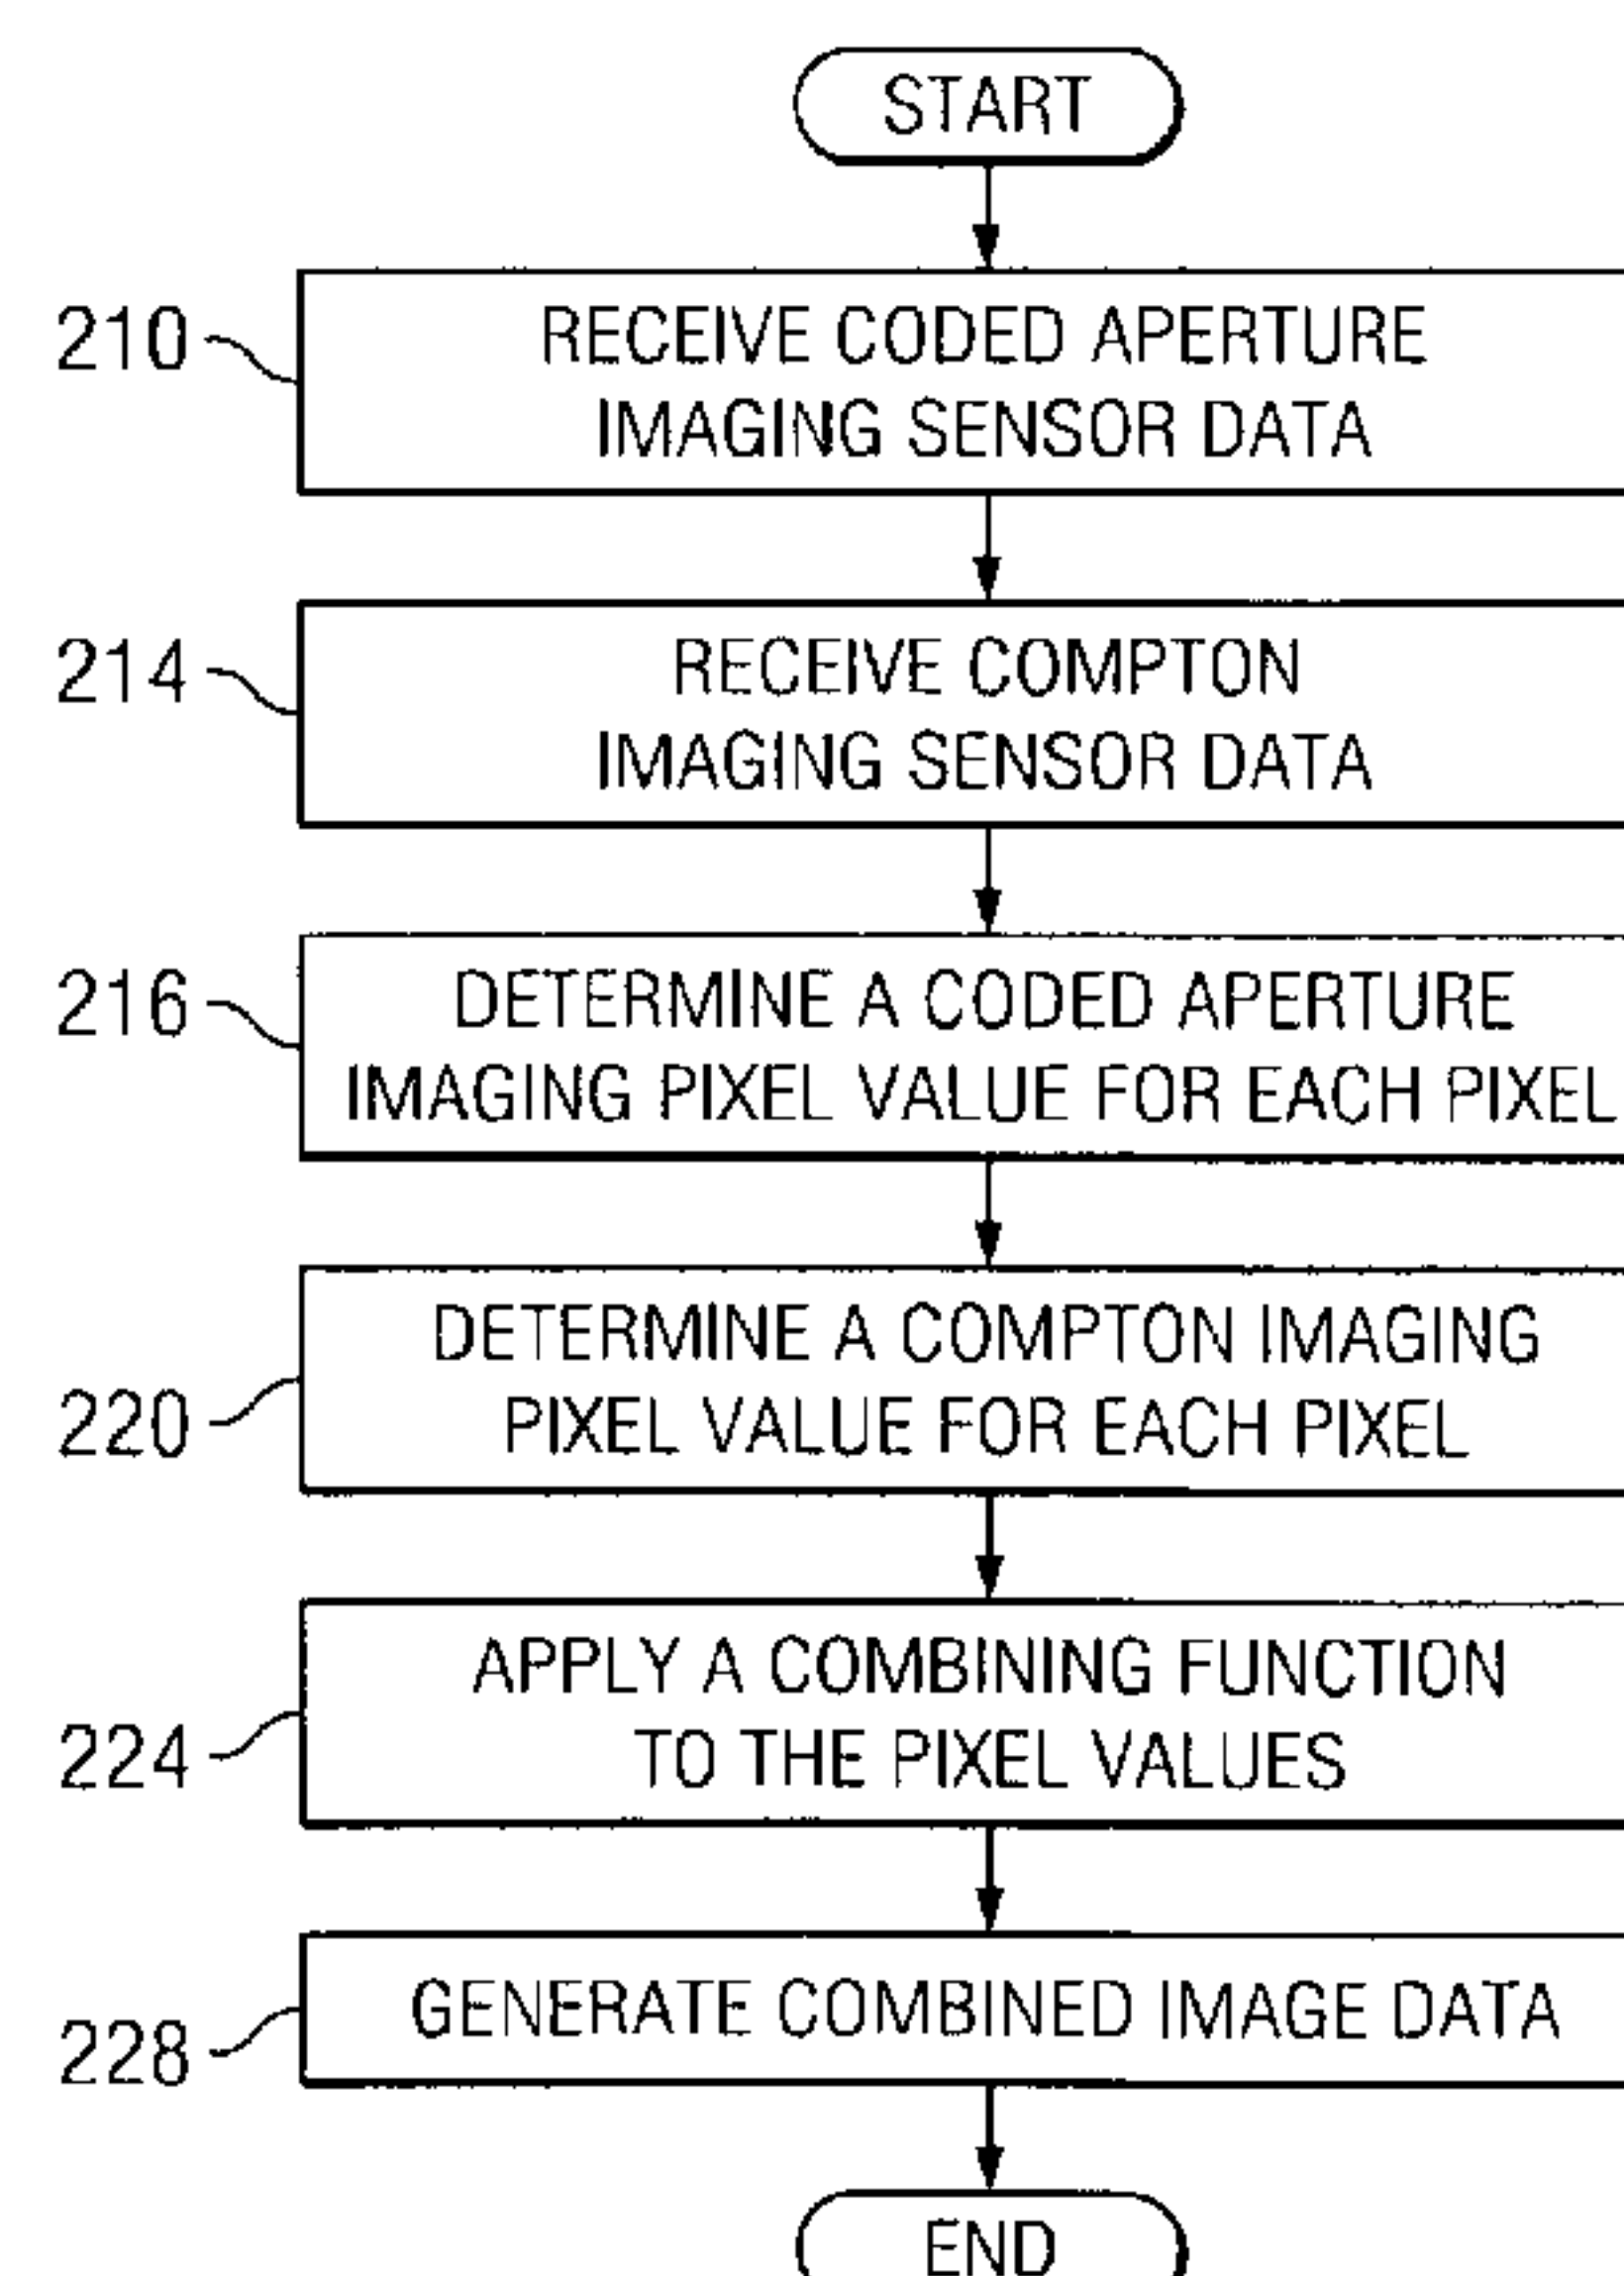 START
210
RECEIVE CODED APERTURE
IMAGING SENSOR DATA
214
RECEIVE COMPTON
IMAGING SENSOR DATA
216
DETERMINE A CODED APERTURE
IMAGING PIXEL VALUE FOR EACH PIXEL
220
DETERMINE A COMPTON IMAGING
PIXEL VALUE FOR EACH PIXEL
224
APPLY A COMBINING FUNCTION
TO THE PIXEL VALUES
228
GENERATE COMBINED IMAGE DATA
END